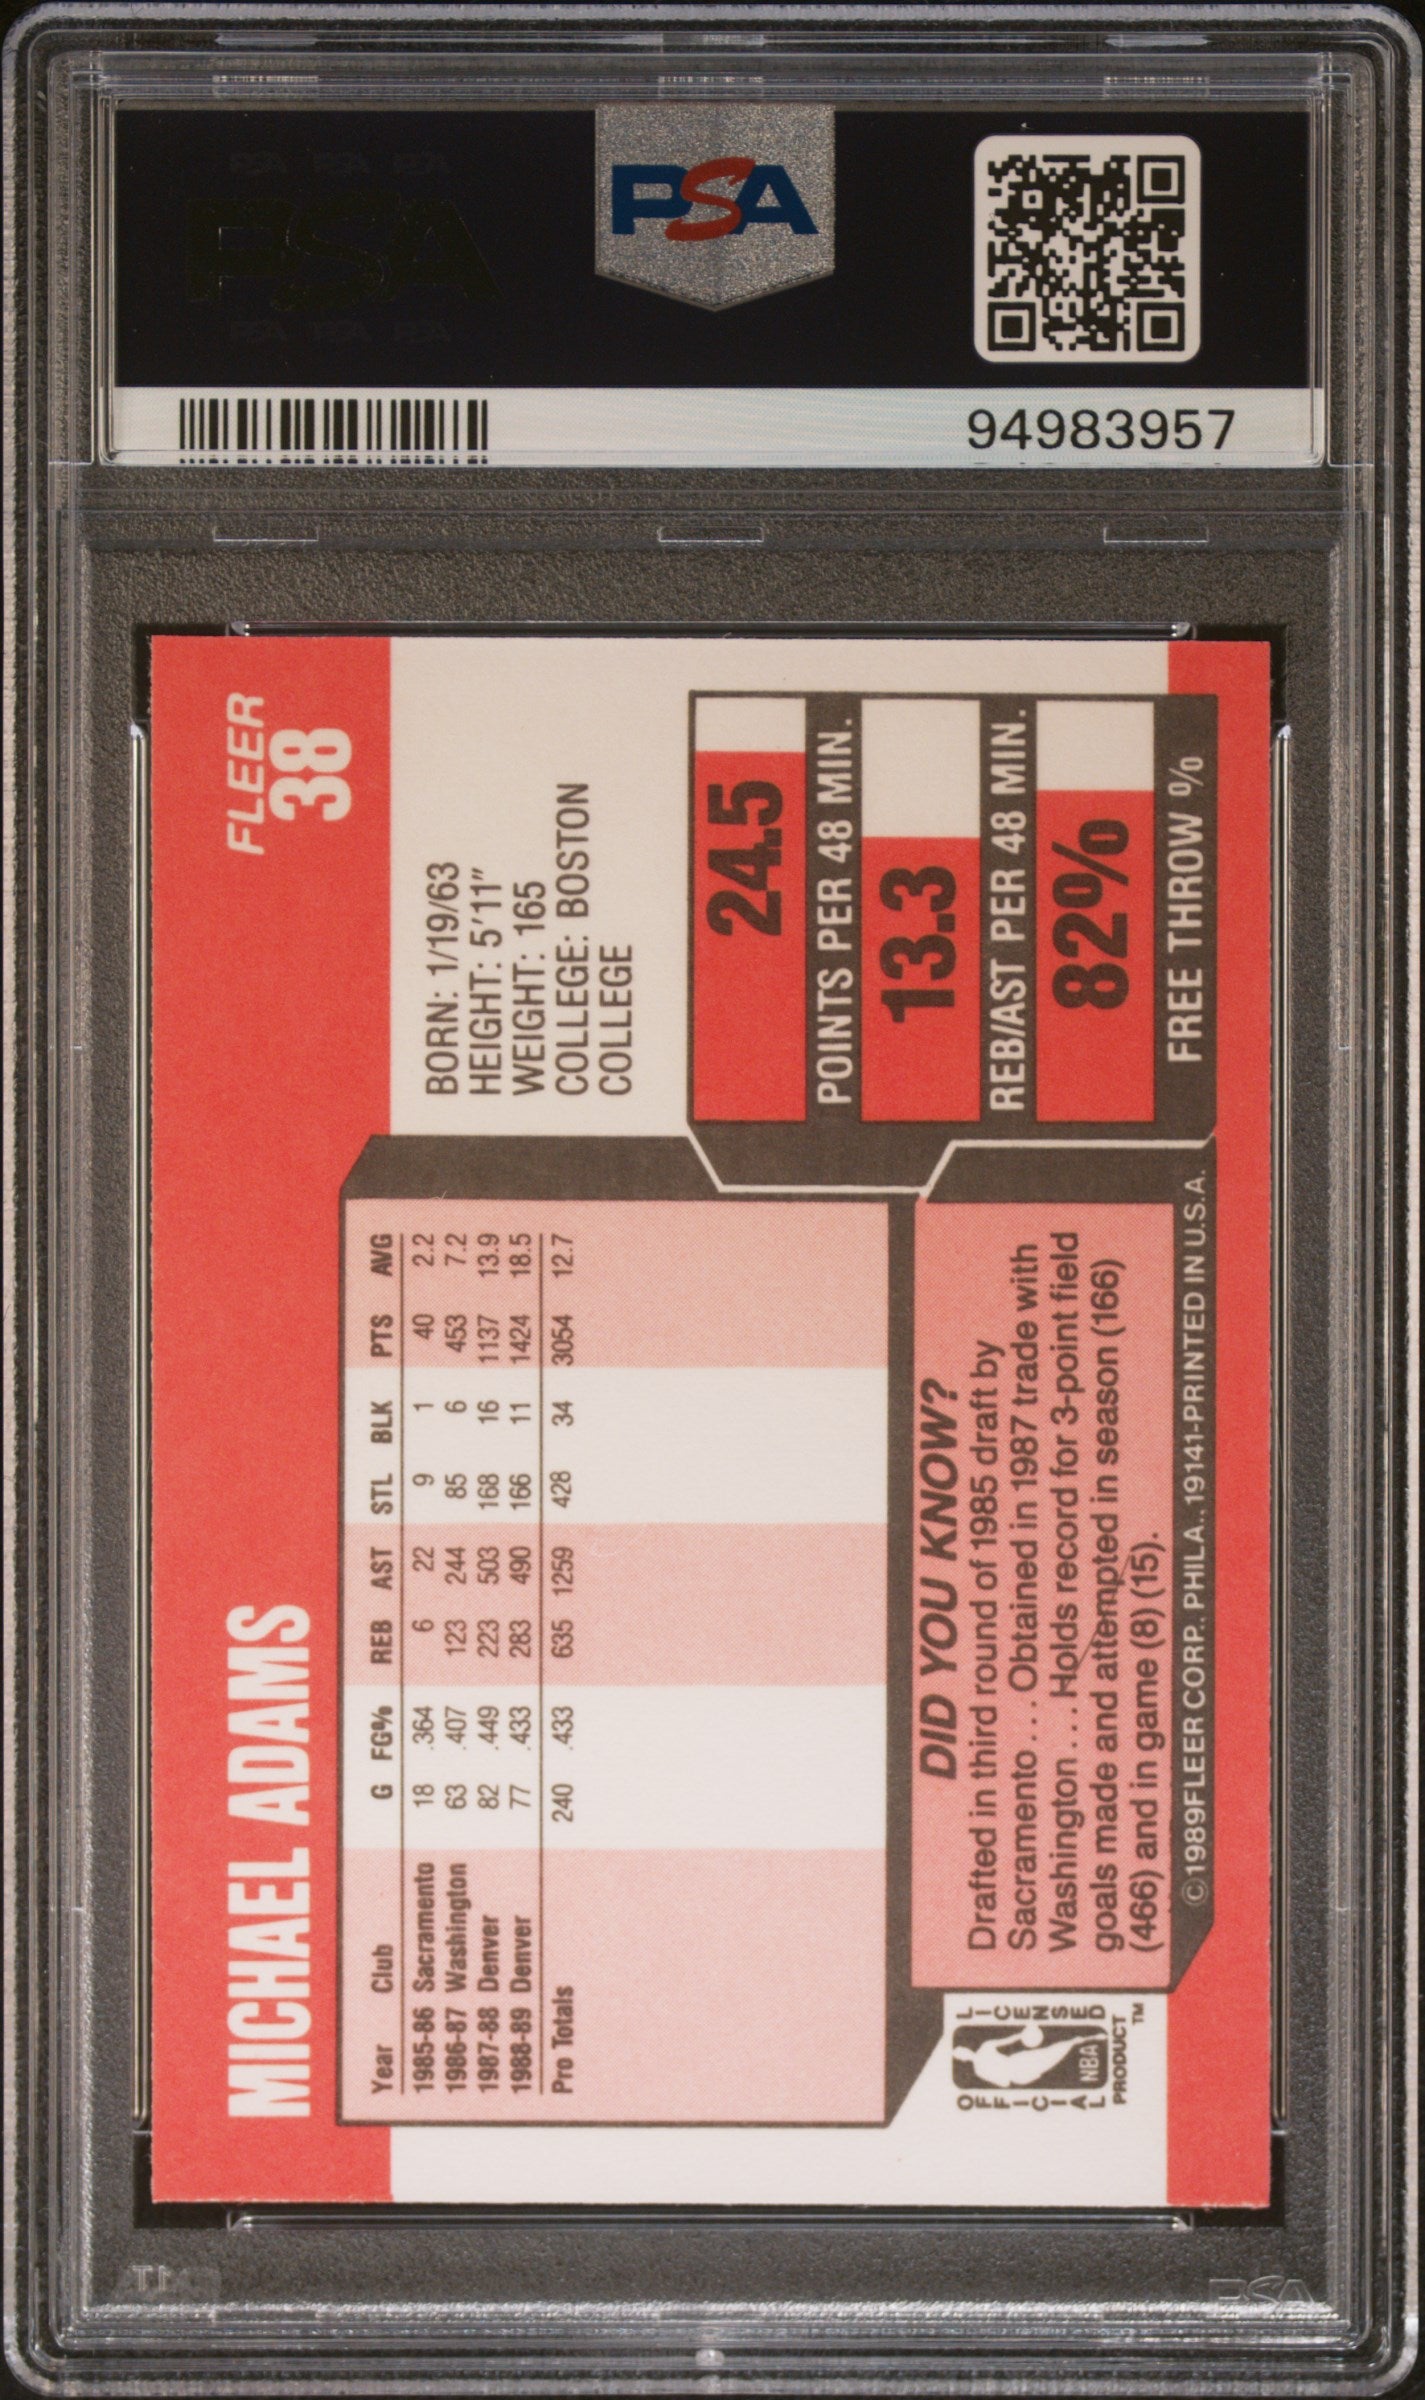 PSA
94983957
FLEER
38
MICHAEL ADAMS
BORN: 1/19/63
HEIGHT: 5'11"
WEIGHT: 165
COLLEGE: BOSTON
COLLEGE
Year Club G FG% REB AST STL BLK PTS AVG
1985-86 Sacramento 18 .364 6 22 9 1 40 2.2
1986-87 Washington 63 .407 123 244 85 6 453 7.2
1987-88 Denver 82 .449 223 503 168 16 1137 13.9
1988-89 Denver 77 .433 283 490 166 11 1424 18.5
Pro Totals 240 .433 635 1259 428 34 3054 12.7
24.5
POINTS PER 48 MIN.
13.3
REB/AST PER 48 MIN.
82%
FREE THROW %
DID YOU KNOW?
Drafted in third round of 1985 draft by
Sacramento ... Obtained in 1987 trade with
Washington ... Holds record for 3-point field
goals made and attempted in season (166)
(466) and in game (8) (15).
OFFICIAL LICENSED
NBA
PRODUCT™
©1989 FLEER CORP., PHILA., 19141-PRINTED IN U.S.A.
PSA